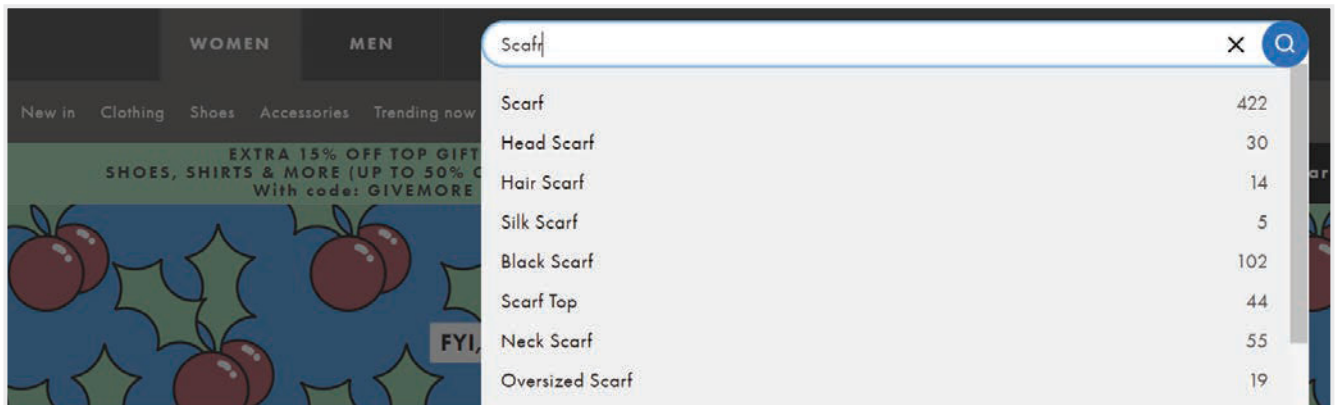 WOMEN MEN
Scafr
New in Clothing Shoes Accessories Trending now
EXTRA 15% OFF TOP GIFT
SHOES, SHIRTS & MORE (UP TO 50%
With code: GIVEMORE
FYI,
Scarf 422
Head Scarf 30
Hair Scarf 14
Silk Scarf 5
Black Scarf 102
Scarf Top 44
Neck Scarf 55
Oversized Scarf 19